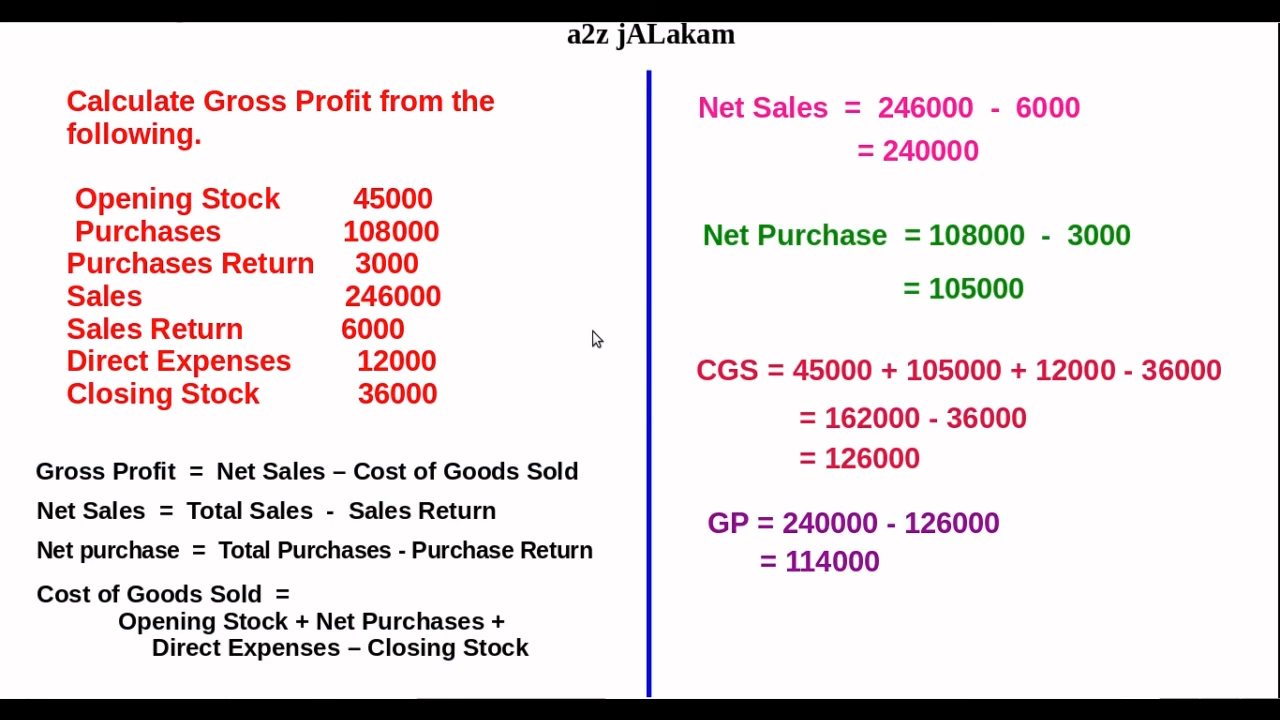 a2z jALakam
Calculate Gross Profit from the
following.
Opening Stock 45000
Purchases 108000
Purchases Return 3000
Sales 246000
Sales Return 6000
Direct Expenses 12000
Closing Stock 36000
Gross Profit = Net Sales – Cost of Goods Sold
Net Sales = Total Sales - Sales Return
Net purchase = Total Purchases - Purchase Return
Cost of Goods Sold =
Opening Stock + Net Purchases +
Direct Expenses – Closing Stock
Net Sales = 246000 - 6000
= 240000
Net Purchase = 108000 - 3000
= 105000
CGS = 45000 + 105000 + 12000 - 36000
= 162000 - 36000
= 126000
GP = 240000 - 126000
= 114000